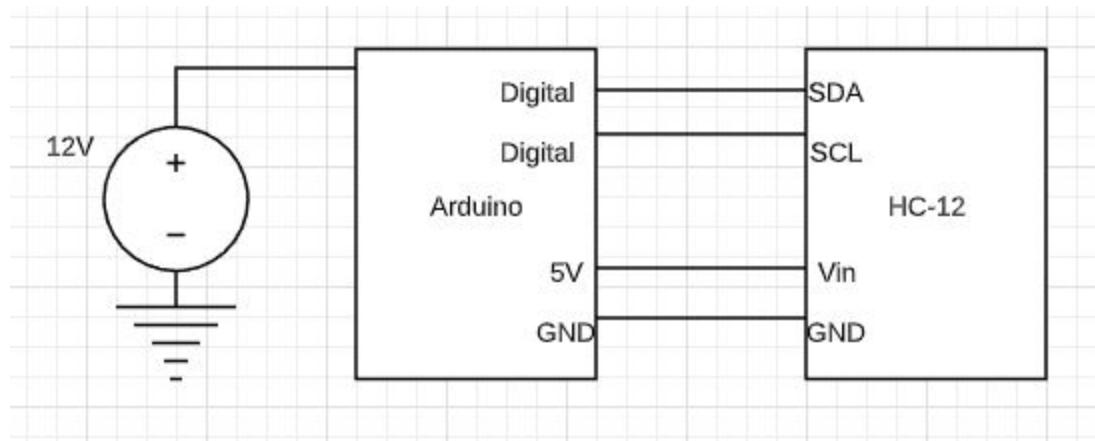 12V
+
−
Digital
Digital
Arduino
5V
GND
SDA
SCL
HC-12
Vin
GND